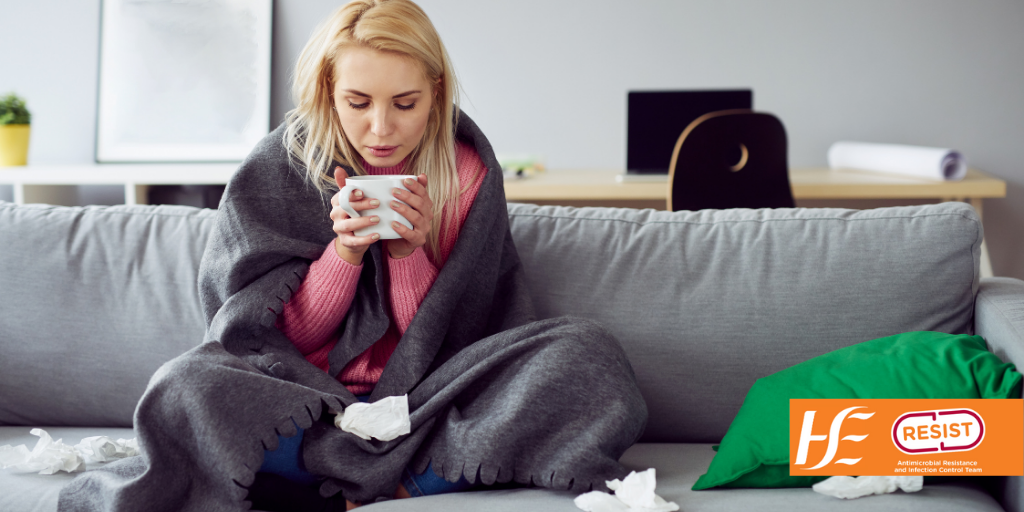 HSE
RESIST
Antimicrobial Resistance
and Infection Control Team